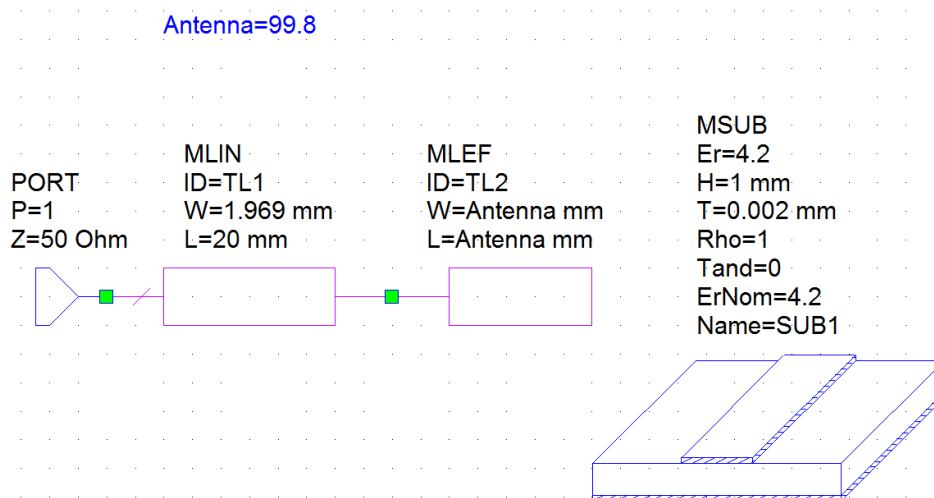 Antenna=99.8
PORT
P=1
Z=50 Ohm
MLIN
ID=TL1
W=1.969 mm
L=20 mm
MLEF
ID=TL2
W=Antenna mm
L=Antenna mm
MSUB
Er=4.2
H=1 mm
T=0.002 mm
Rho=1
Tand=0
ErNom=4.2
Name=SUB1